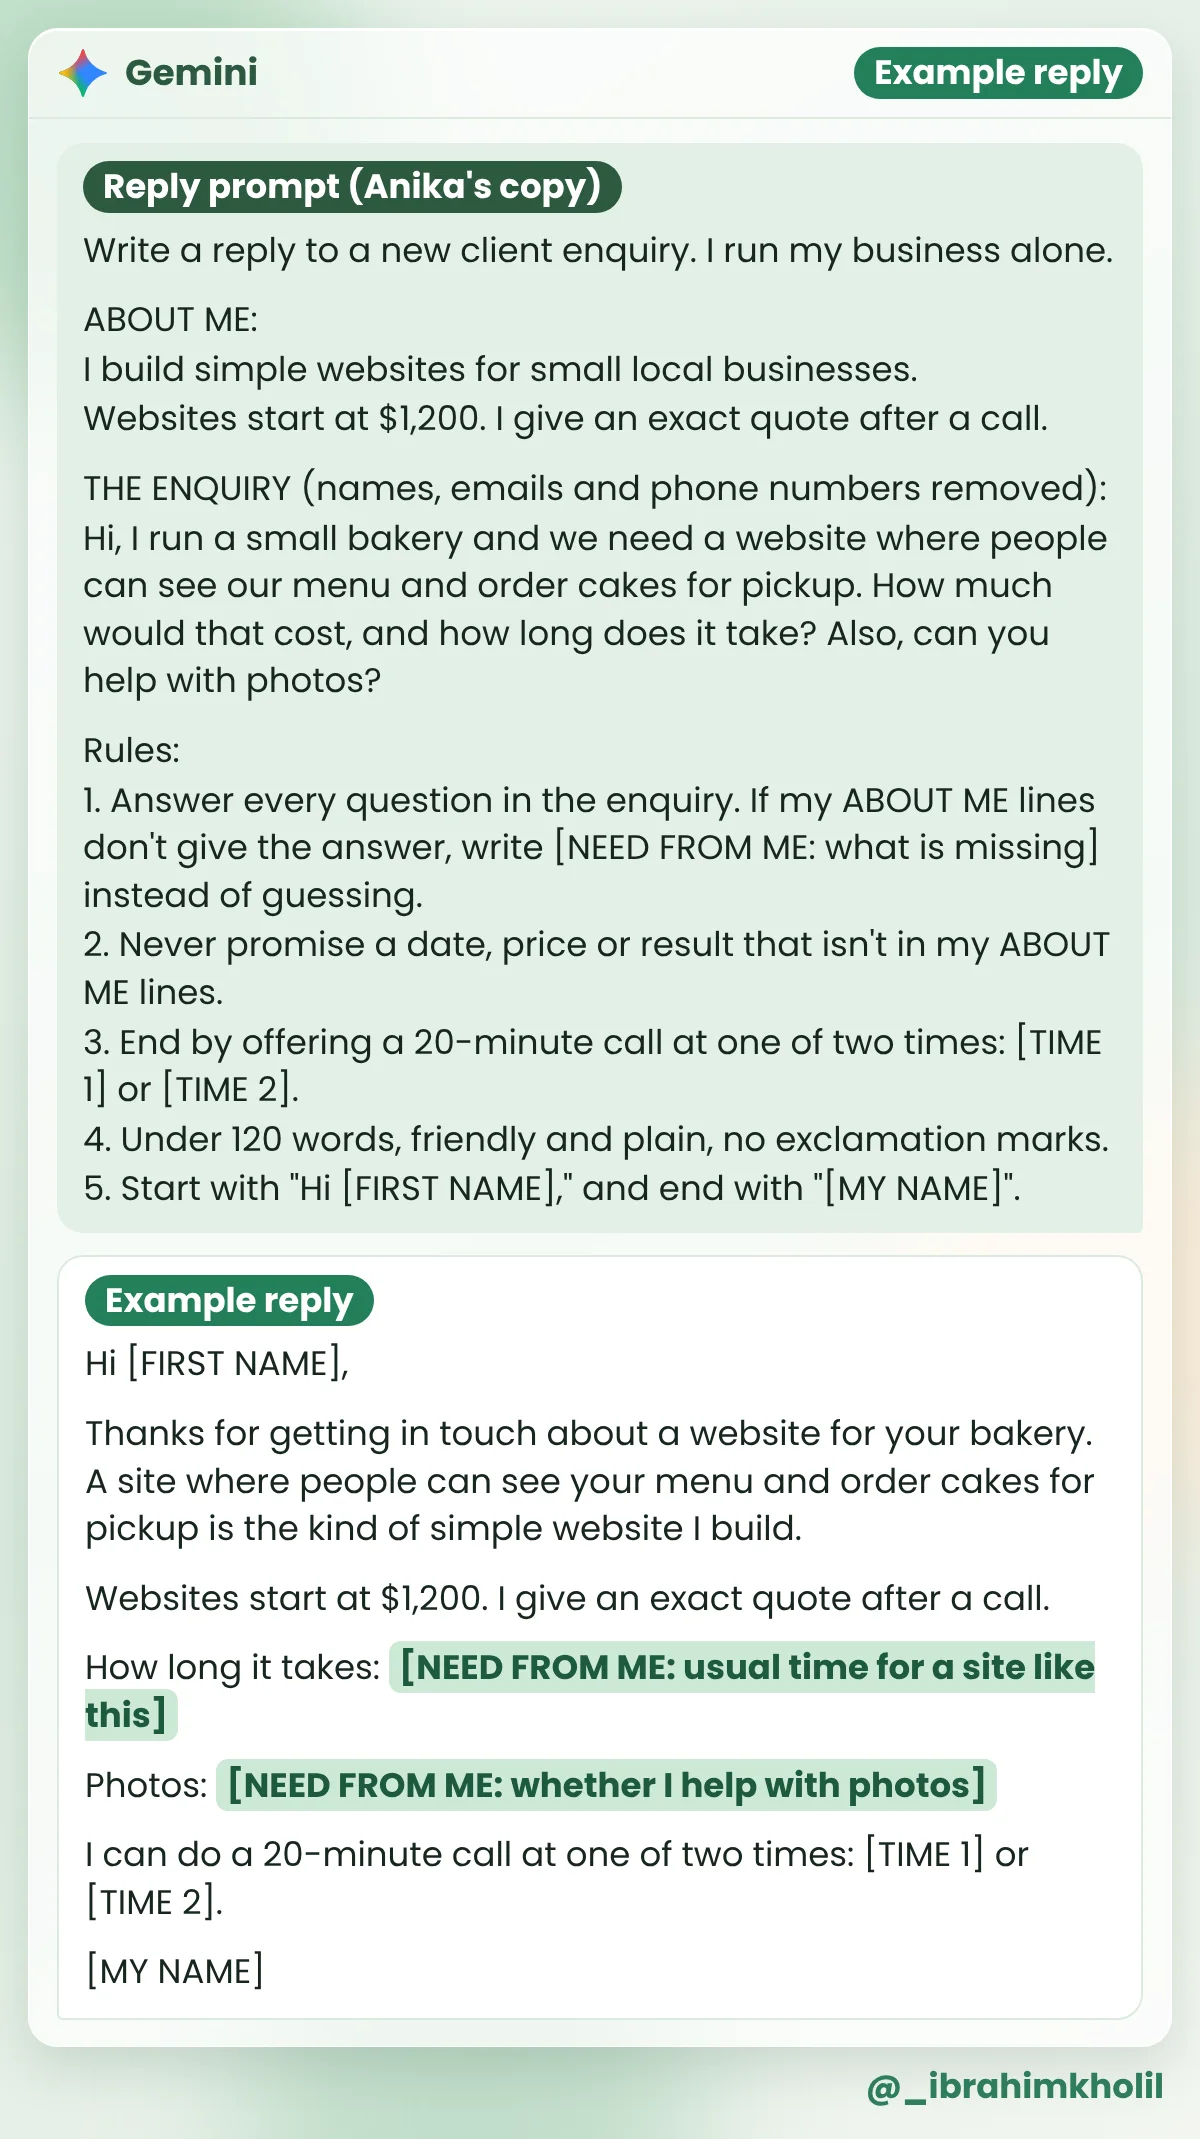 Gemini
Example reply
Reply prompt (Anika's copy)
Write a reply to a new client enquiry. I run my business alone.
ABOUT ME:
I build simple websites for small local businesses.
Websites start at $1,200. I give an exact quote after a call.
THE ENQUIRY (names, emails and phone numbers removed):
Hi, I run a small bakery and we need a website where people
can see our menu and order cakes for pickup. How much
would that cost, and how long does it take? Also, can you
help with photos?
Rules:
1. Answer every question in the enquiry. If my ABOUT ME lines
don't give the answer, write [NEED FROM ME: what is missing]
instead of guessing.
2. Never promise a date, price or result that isn't in my ABOUT
ME lines.
3. End by offering a 20-minute call at one of two times: [TIME
1] or [TIME 2].
4. Under 120 words, friendly and plain, no exclamation marks.
5. Start with "Hi [FIRST NAME]," and end with "[MY NAME]".
Example reply
Hi [FIRST NAME],
Thanks for getting in touch about a website for your bakery.
A site where people can see your menu and order cakes for
pickup is the kind of simple website I build.
Websites start at $1,200. I give an exact quote after a call.
How long it takes: [NEED FROM ME: usual time for a site like
this]
Photos: [NEED FROM ME: whether I help with photos]
I can do a 20-minute call at one of two times: [TIME 1] or
[TIME 2].
[MY NAME]
@_ibrahimkholil